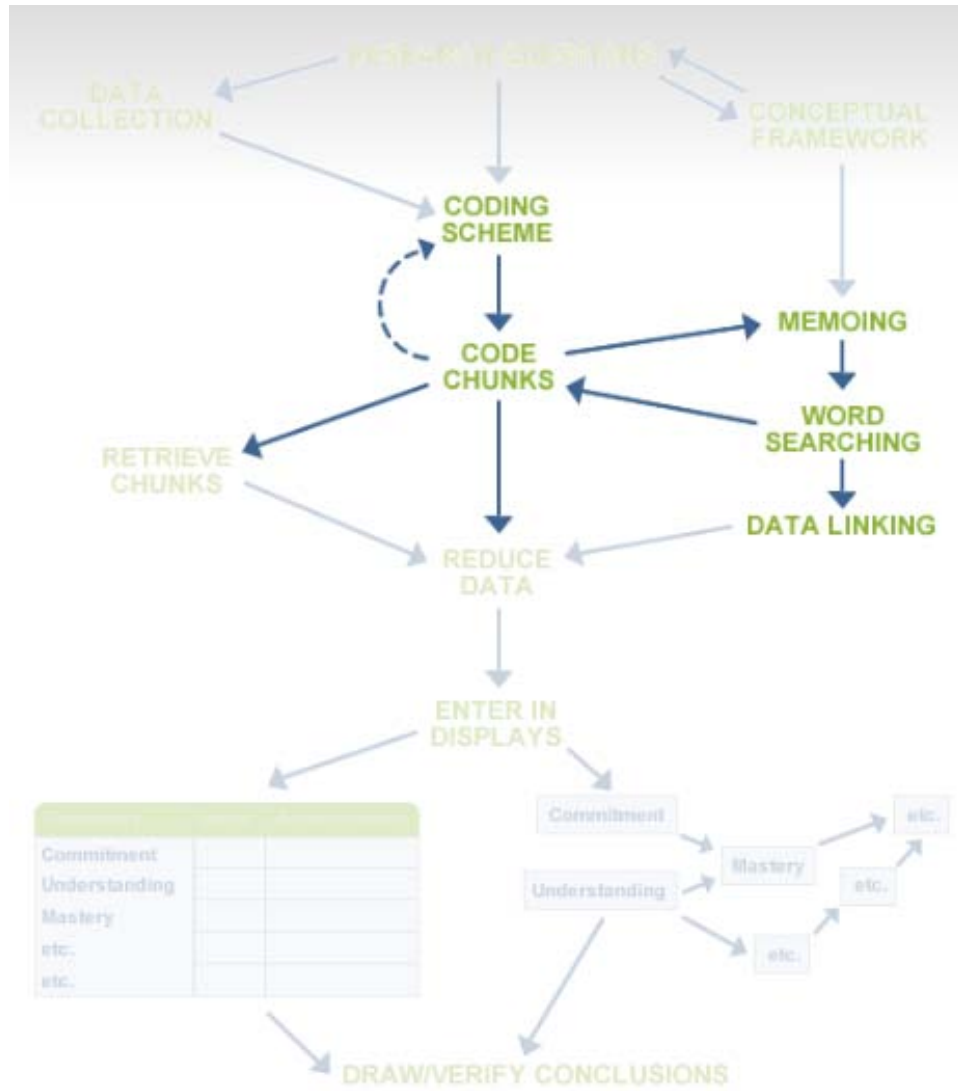 RESEARCH QUESTIONS
DATA
COLLECTION
CONCEPTUAL
FRAMEWORK
CODING
SCHEME
MEMOING
CODE
CHUNKS
WORD
SEARCHING
RETRIEVE
CHUNKS
DATA LINKING
REDUCE
DATA
ENTER IN
DISPLAYS
Commitment
Understanding
Mastery
etc.
etc.
Commitment
Understanding
Mastery
etc.
etc.
etc.
DRAW/VERIFY CONCLUSIONS